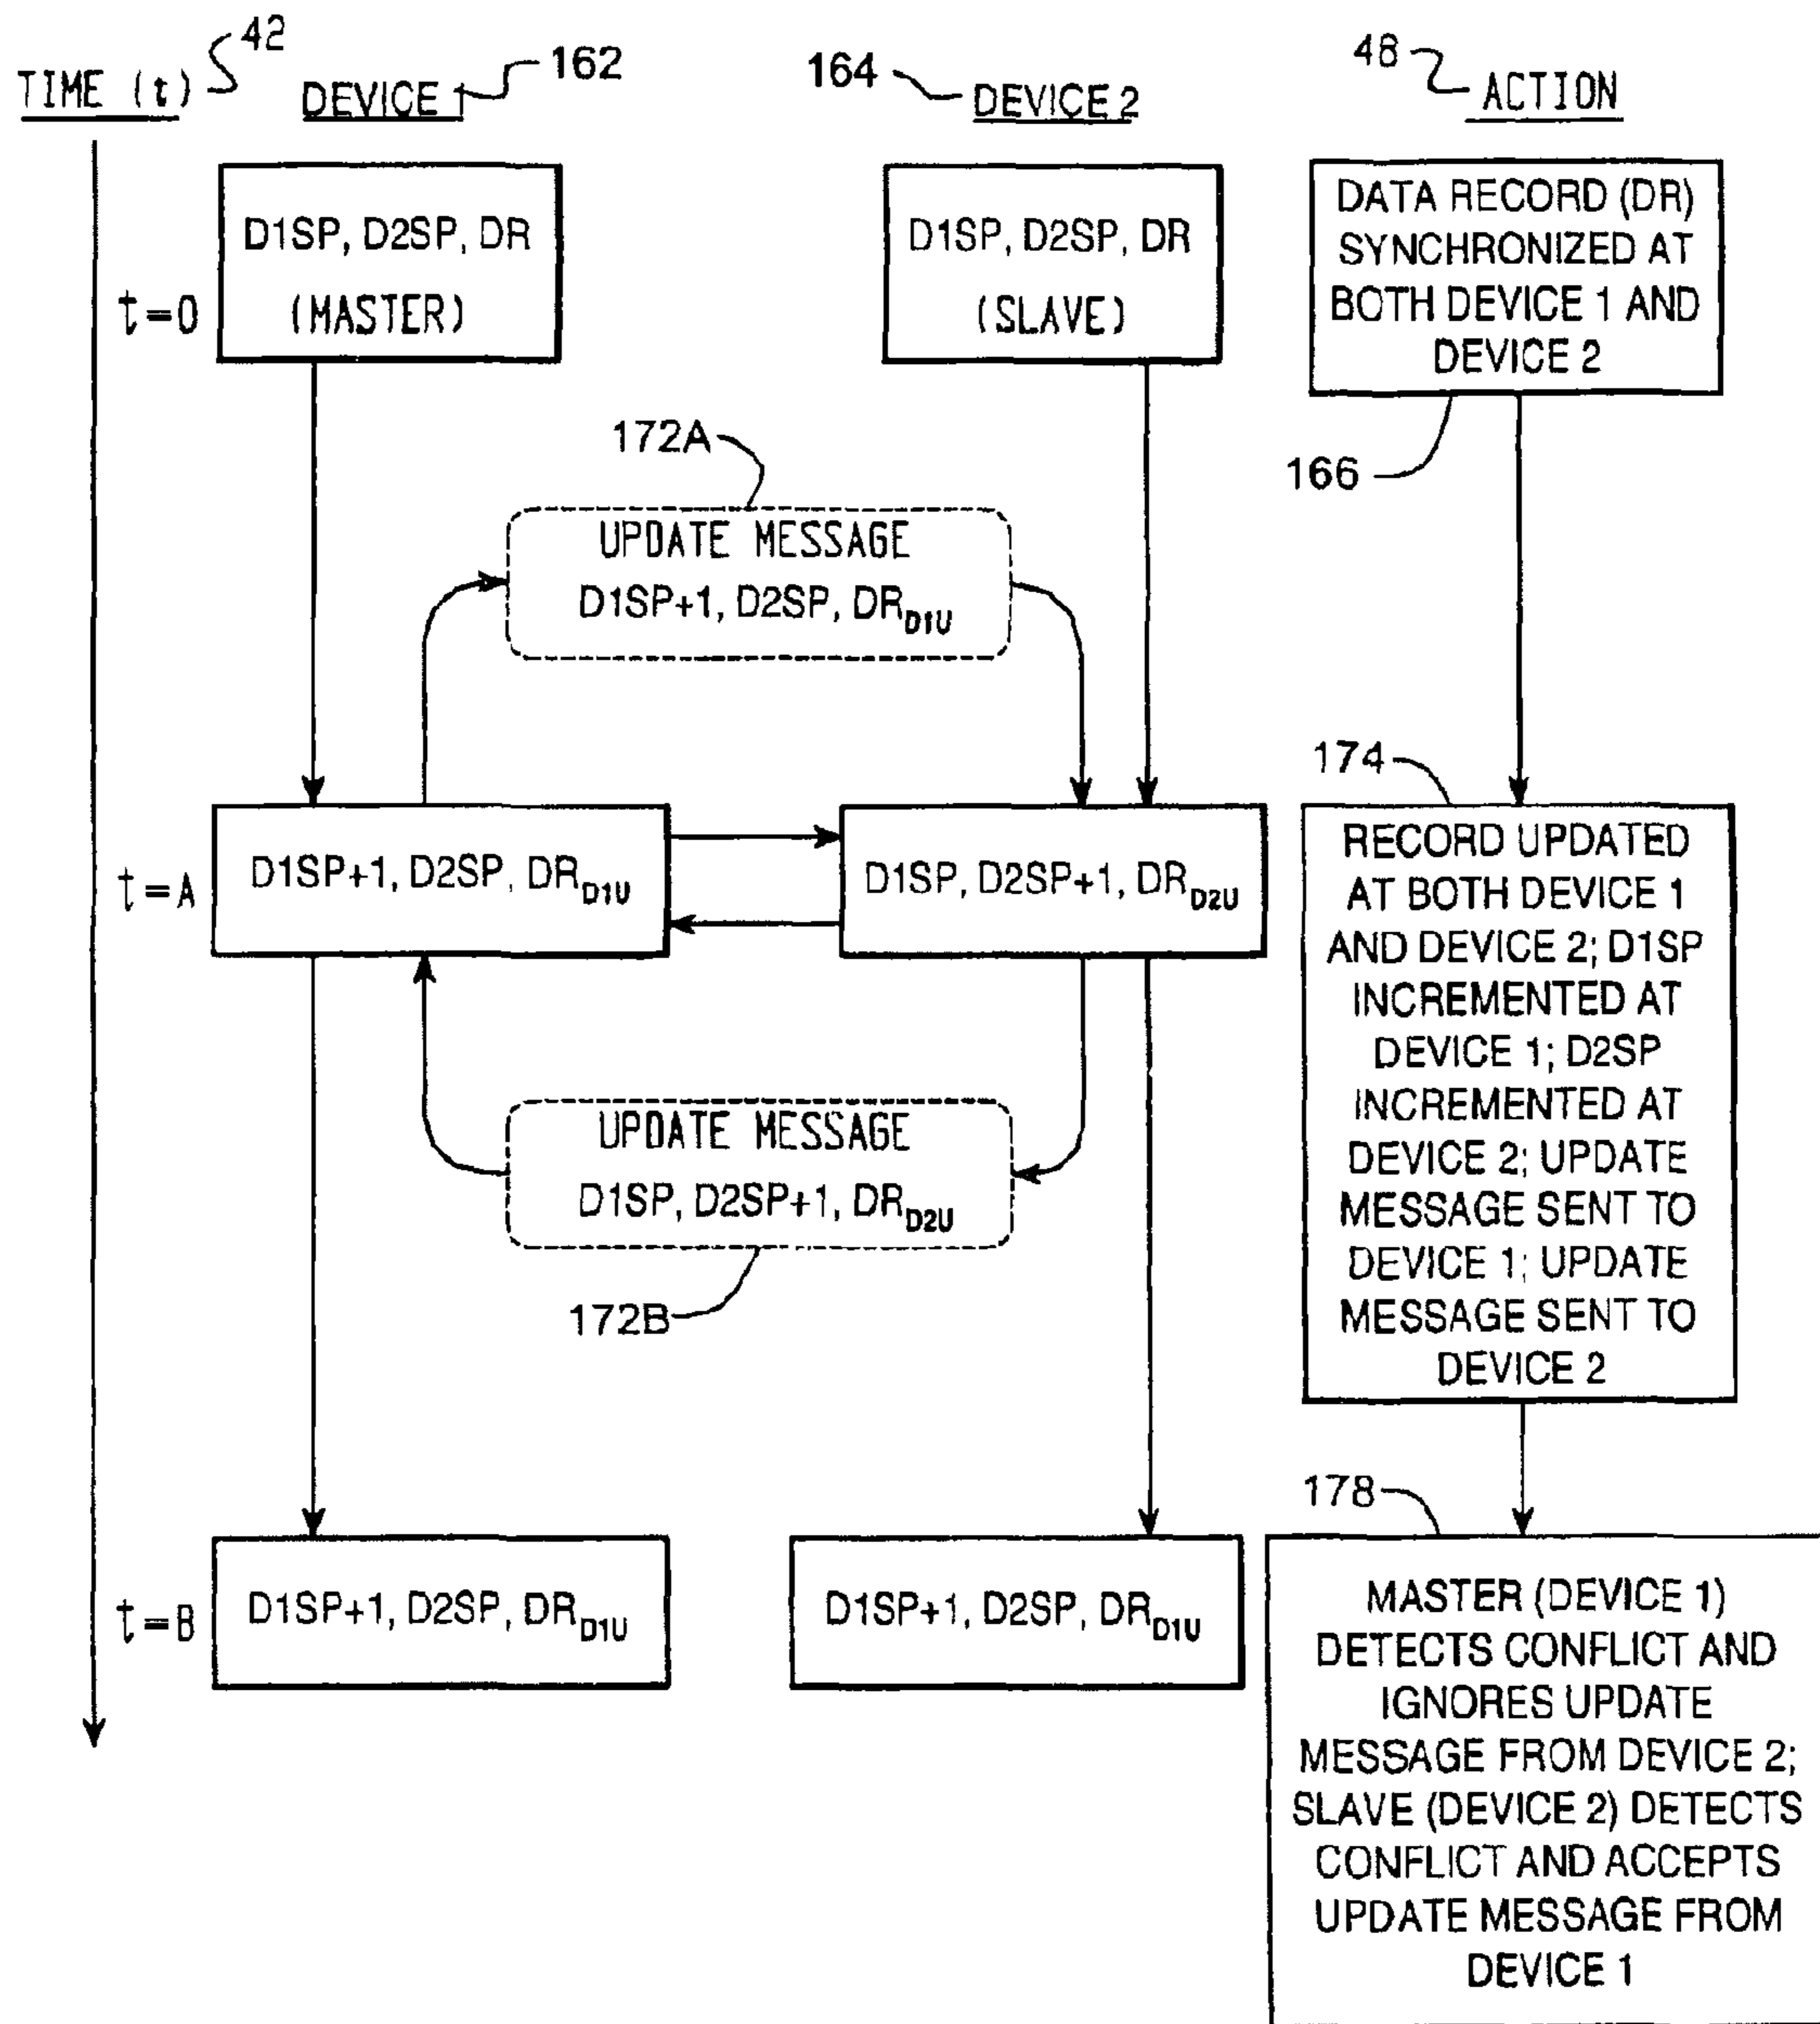 TIME (t) 42
DEVICE 1 162
164 DEVICE 2
48 ACTION
t=0
D1SP, D2SP, DR
(MASTER)
D1SP, D2SP, DR
(SLAVE)
DATA RECORD (DR)
SYNCHRONIZED AT
BOTH DEVICE 1 AND
DEVICE 2
166
172A
UPDATE MESSAGE
D1SP+1, D2SP, DRD1U
t=A
D1SP+1, D2SP, DRD1U
D1SP, D2SP+1, DRD2U
174
RECORD UPDATED
AT BOTH DEVICE 1
AND DEVICE 2; D1SP
INCREMENTED AT
DEVICE 1; D2SP
INCREMENTED AT
DEVICE 2; UPDATE
MESSAGE SENT TO
DEVICE 1; UPDATE
MESSAGE SENT TO
DEVICE 2
UPDATE MESSAGE
D1SP, D2SP+1, DRD2U
172B
t=B
D1SP+1, D2SP, DRD1U
D1SP+1, D2SP, DRD1U
178
MASTER (DEVICE 1)
DETECTS CONFLICT AND
IGNORES UPDATE
MESSAGE FROM DEVICE 2;
SLAVE (DEVICE 2) DETECTS
CONFLICT AND ACCEPTS
UPDATE MESSAGE FROM
DEVICE 1